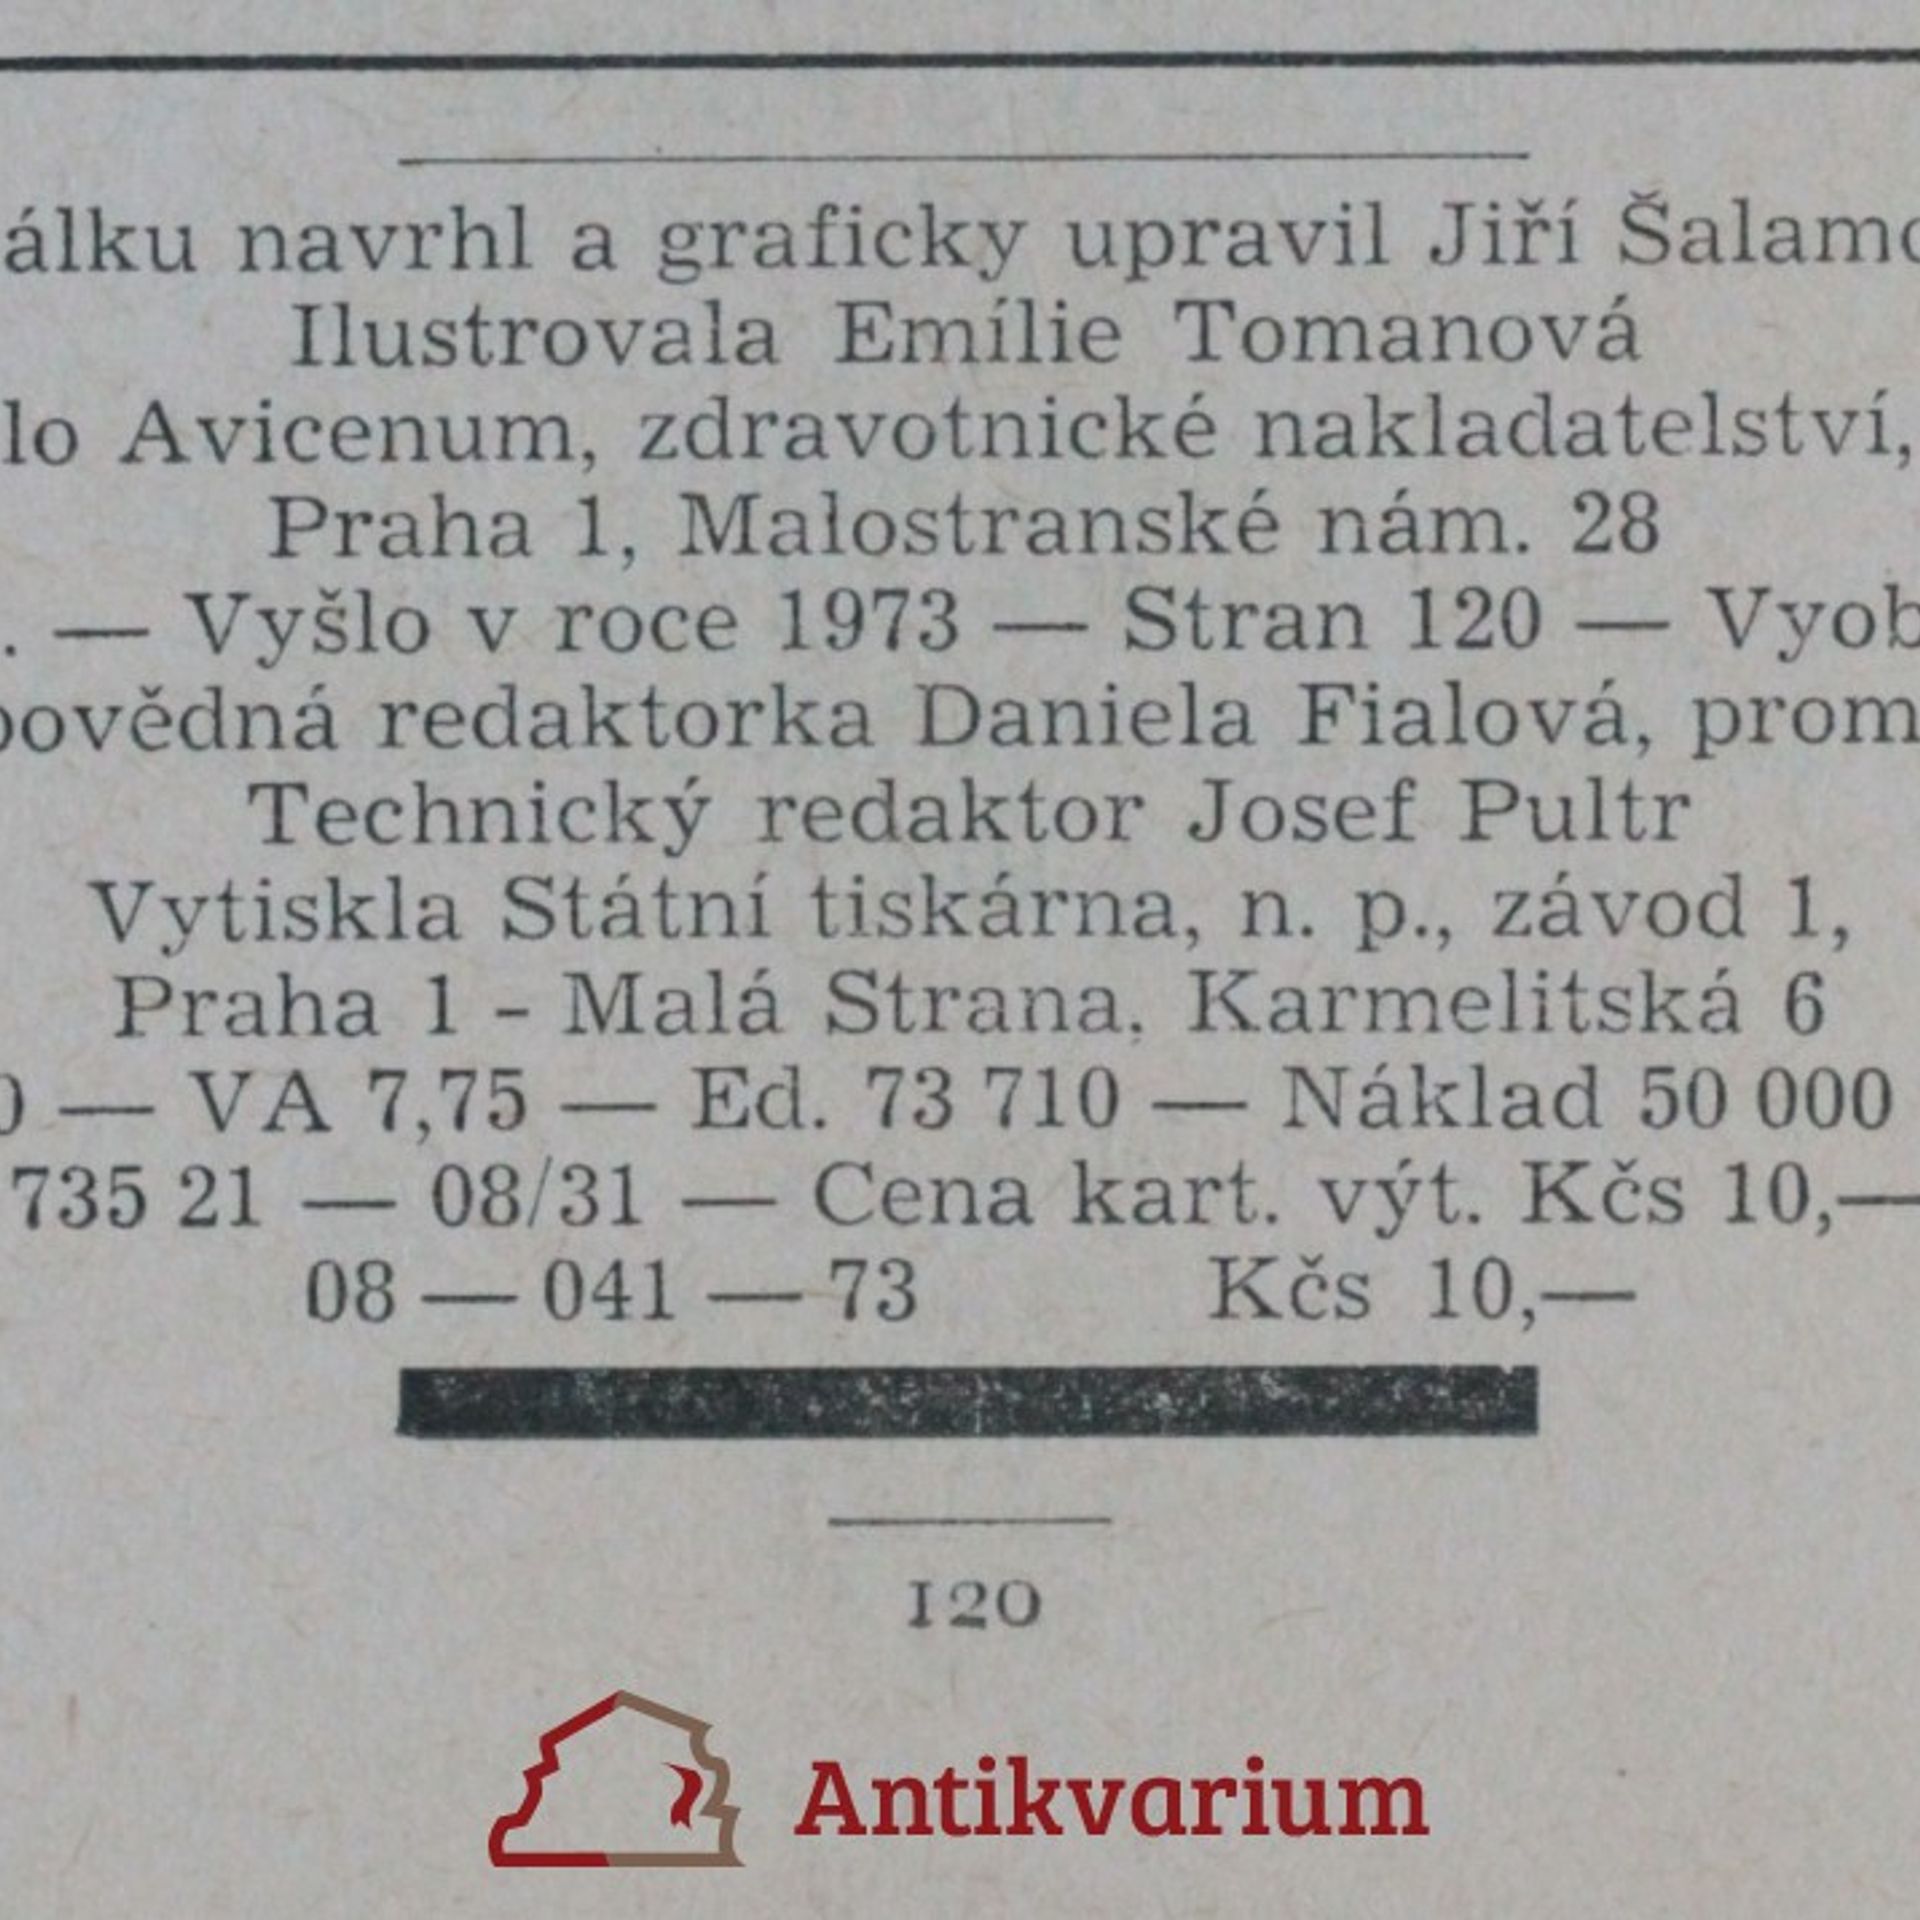 álku navrhl a graficky upravil Jiří Šalamo
Ilustrovala Emílie Tomanová
lo Avicenum, zdravotnické nakladatelství,
Praha 1, Malostranské nám. 28
. — Vyšlo v roce 1973 — Stran 120 — Vyob
povědná redaktorka Daniela Fialová, prom
Technický redaktor Josef Pultr
Vytiskla Státní tiskárna, n. p., závod 1,
Praha 1 - Malá Strana, Karmelitská 6
0 — VA 7,75 — Ed. 73 710 — Náklad 50 000
735 21 — 08/31 — Cena kart. výt. Kčs 10,—
08 — 041 — 73 Kčs 10,—
120
Antikvarium